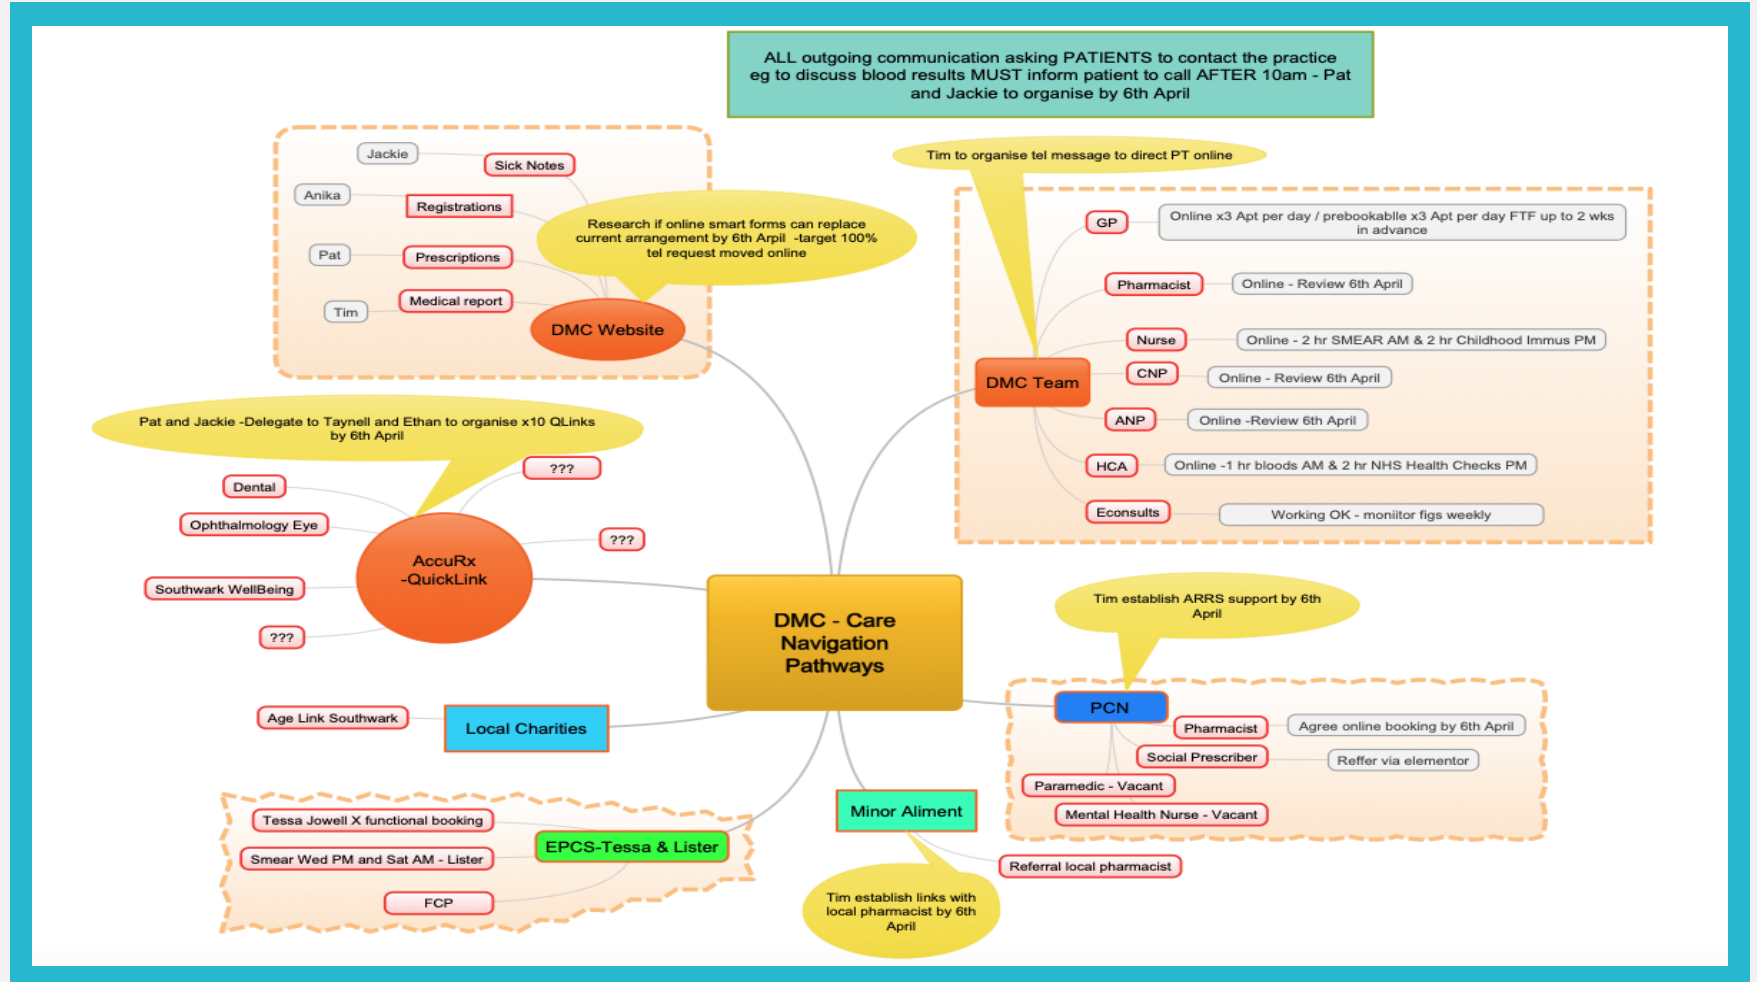 ALL outgoing communication asking PATIENTS to contact the practice
eg to discuss blood results MUST inform patient to call AFTER 10am - Pat
and Jackie to organise by 6th April
Jackie
Sick Notes
Anika
Registrations
Pat
Prescriptions
Tim
Medical report
Research if online smart forms can replace
current arrangement by 6th Arpil -target 100%
tel request moved online
DMC Website
Tim to organise tel message to direct PT online
GP
Online x3 Apt per day / prebookablle x3 Apt per day FTF up to 2 wks
in advance
Pharmacist
Online - Review 6th April
Nurse
Online - 2 hr SMEAR AM & 2 hr Childhood Immus PM
DMC Team
CNP
Online - Review 6th April
ANP
Online -Review 6th April
HCA
Online -1 hr bloods AM & 2 hr NHS Health Checks PM
Econsults
Working OK - moniitor figs weekly
Pat and Jackie -Delegate to Taynell and Ethan to organise x10 QLinks
by 6th April
???
Dental
Ophthalmology Eye
???
AccuRx
-QuickLink
Southwark WellBeing
???
DMC - Care
Navigation
Pathways
Tim establish ARRS support by 6th
April
PCN
Pharmacist
Agree online booking by 6th April
Social Prescriber
Reffer via elementor
Paramedic - Vacant
Mental Health Nurse - Vacant
Age Link Southwark
Local Charities
Tessa Jowell X functional booking
EPCS-Tessa & Lister
Smear Wed PM and Sat AM - Lister
FCP
Minor Aliment
Referral local pharmacist
Tim establish links with
local pharmacist by 6th
April